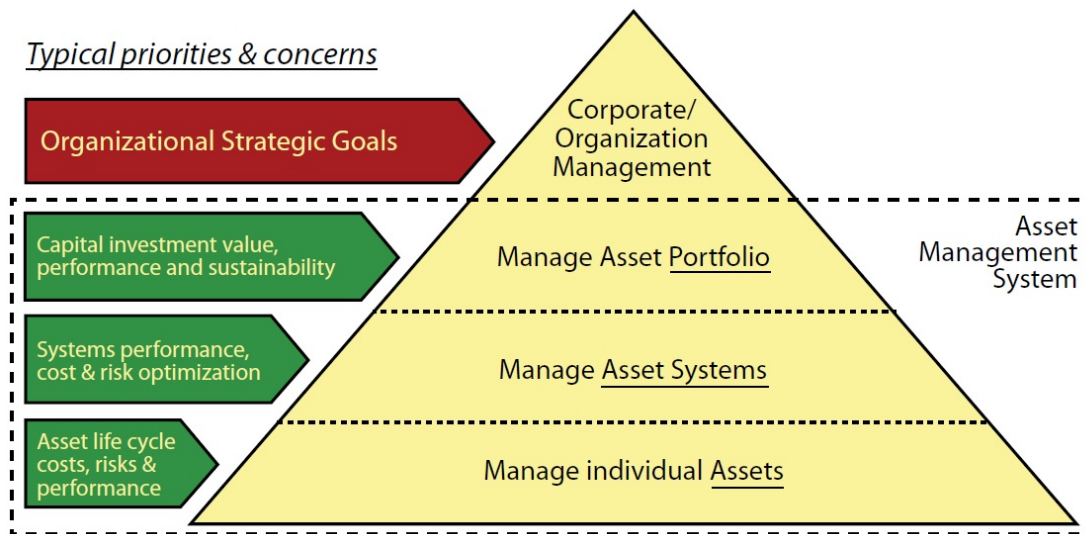 Typical priorities & concerns
Organizational Strategic Goals
Corporate/
Organization
Management
Capital investment value,
performance and sustainability
Manage Asset Portfolio
Asset
Management
System
Systems performance,
cost & risk optimization
Manage Asset Systems
Asset life cycle
costs, risks &
performance
Manage individual Assets